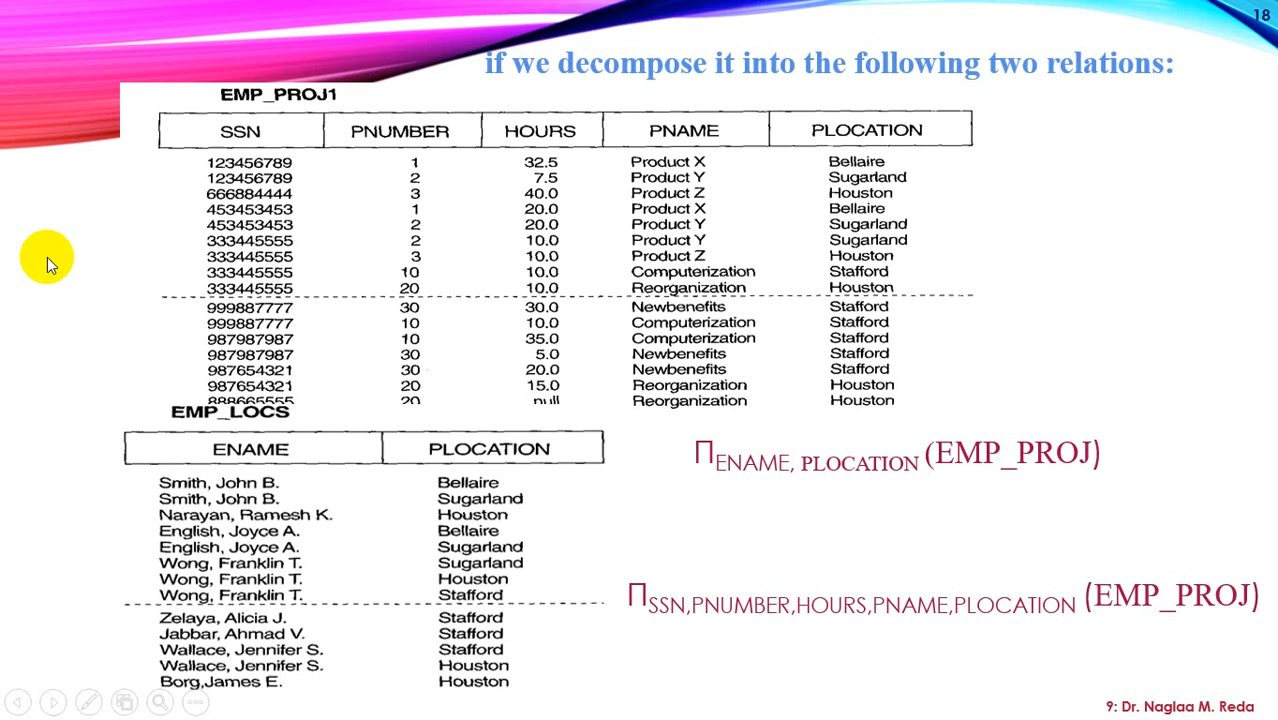 18
if we decompose it into the following two relations:
EMP_PROJ1
SSN PNUMBER HOURS PNAME PLOCATION
123456789 1 32.5 Product X Bellaire
123456789 2 7.5 Product Y Sugarland
666884444 3 40.0 Product Z Houston
453453453 1 20.0 Product X Bellaire
453453453 2 20.0 Product Y Sugarland
333445555 2 10.0 Product Y Sugarland
333445555 3 10.0 Product Z Houston
333445555 10 10.0 Computerization Stafford
333445555 20 10.0 Reorganization Houston
999887777 30 30.0 Newbenefits Stafford
999887777 10 10.0 Computerization Stafford
987987987 10 35.0 Computerization Stafford
987987987 30 5.0 Newbenefits Stafford
987654321 30 20.0 Newbenefits Stafford
987654321 20 15.0 Reorganization Houston
888665555 20 null Reorganization Houston
EMP_LOCS
ENAME PLOCATION
Smith, John B. Bellaire
Smith, John B. Sugarland
Narayan, Ramesh K. Houston
English, Joyce A. Bellaire
English, Joyce A. Sugarland
Wong, Franklin T. Sugarland
Wong, Franklin T. Houston
Wong, Franklin T. Stafford
Zelaya, Alicia J. Stafford
Jabbar, Ahmad V. Stafford
Wallace, Jennifer S. Stafford
Wallace, Jennifer S. Houston
Borg,James E. Houston
Π ENAME, PLOCATION (EMP_PROJ)
Π SSN,PNUMBER,HOURS,PNAME,PLOCATION (EMP_PROJ)
9: Dr. Naglaa M. Reda